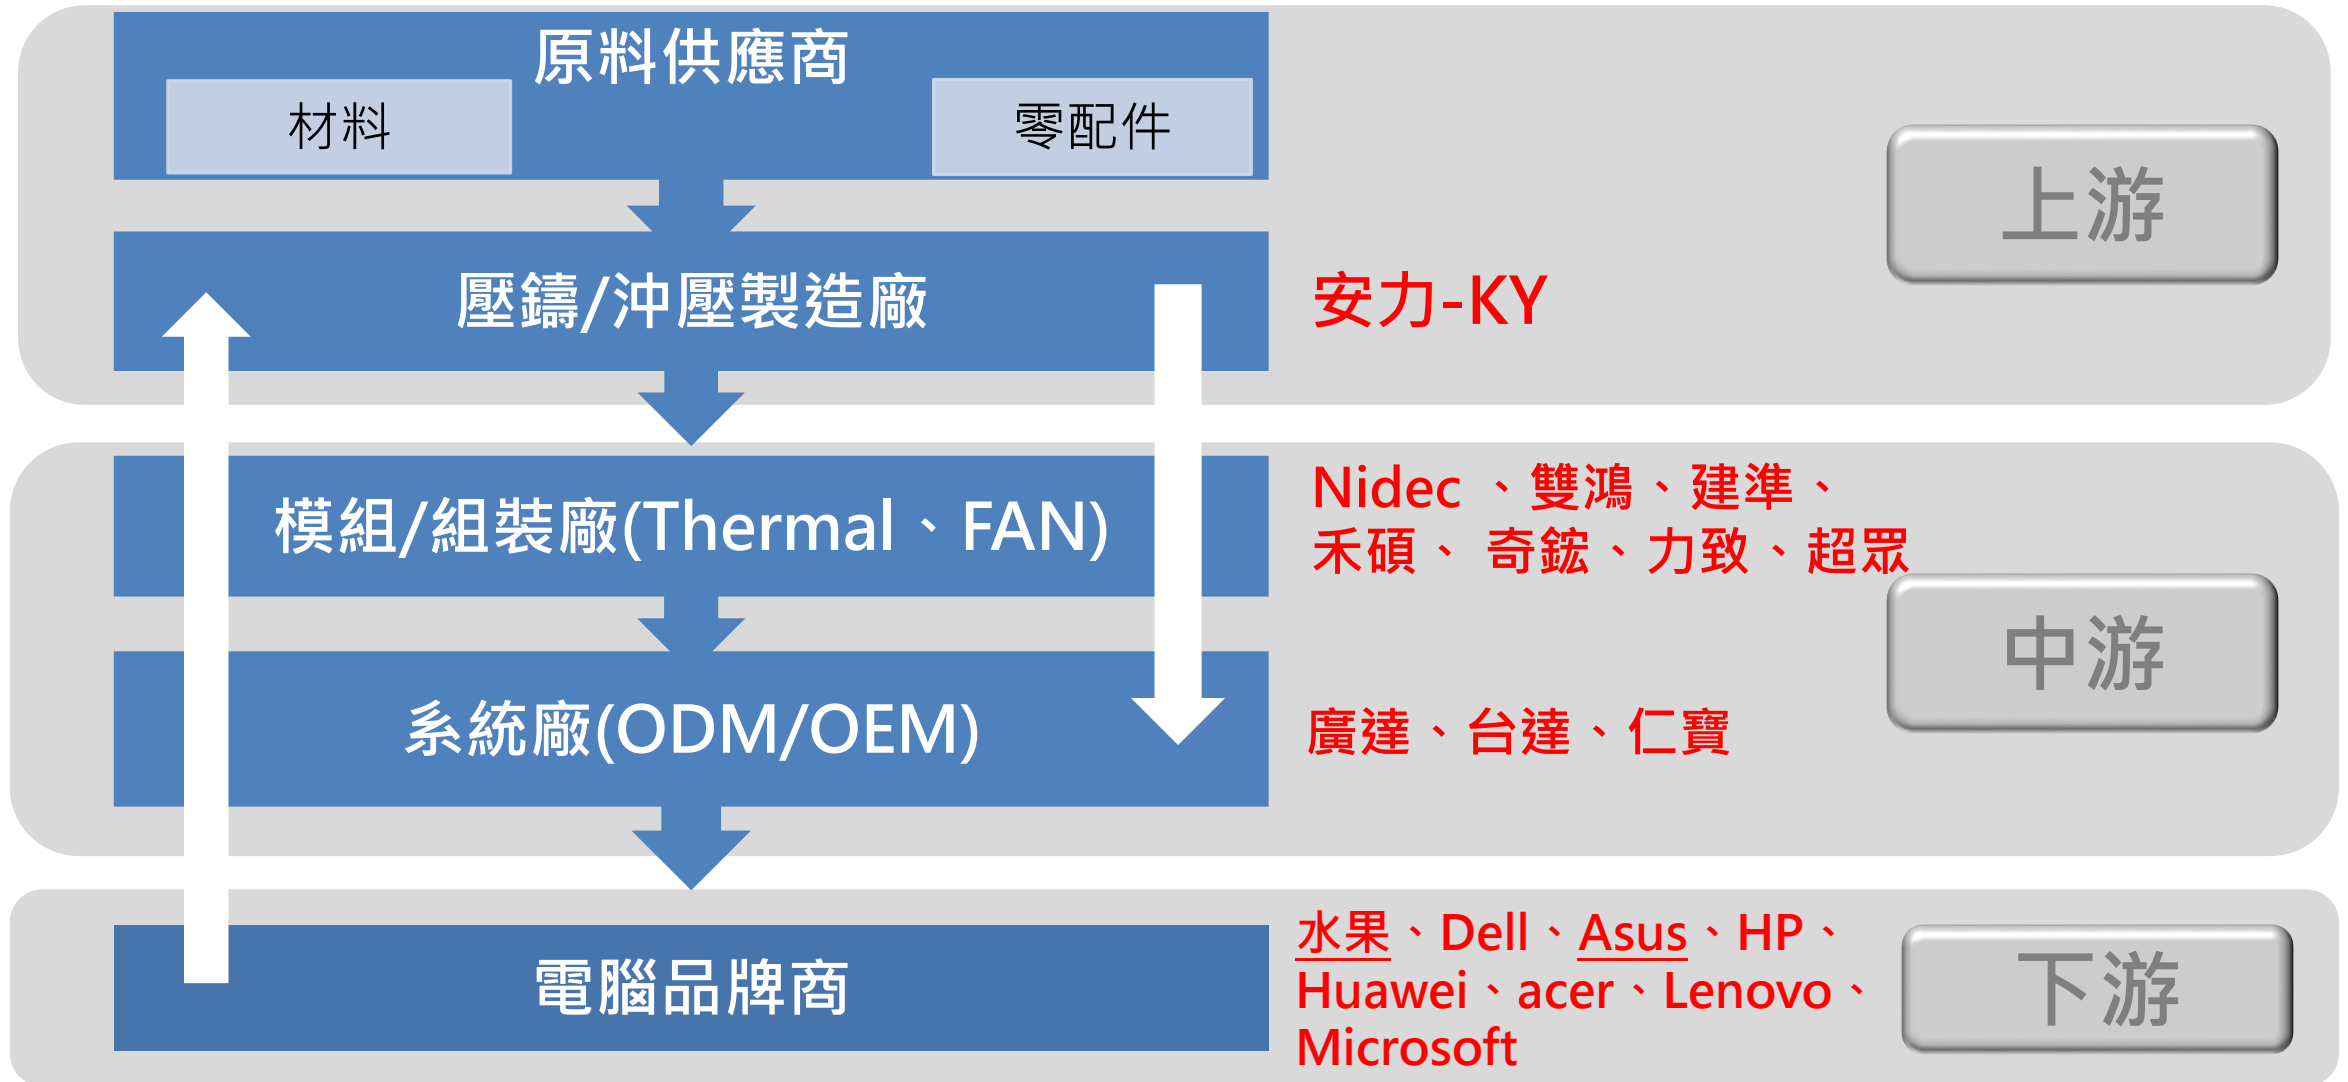 原料供應商
材料
零配件
上游
壓鑄/沖壓製造廠
安力-KY
模組/組裝廠(Thermal、FAN)
Nidec 、雙鴻、建準、
禾碩、 奇鋐、力致、超眾
中游
系統廠(ODM/OEM)
廣達、台達、仁寶
電腦品牌商
水果、Dell、Asus、HP、
Huawei、acer、Lenovo、
Microsoft
下游